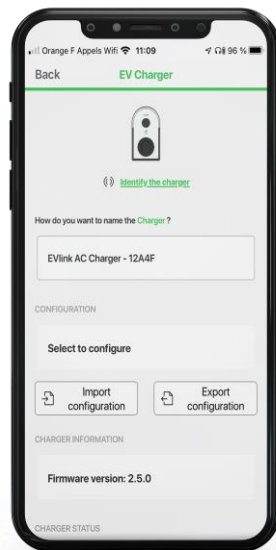 Orange F Appels Wifi 11:09 96 %
Back EV Charger
Identify the charger
How do you want to name the Charger ?
EVlink AC Charger - 12A4F
CONFIGURATION
Select to configure
Import
configuration
Export
configuration
CHARGER INFORMATION
Firmware version: 2.5.0
CHARGER STATUS